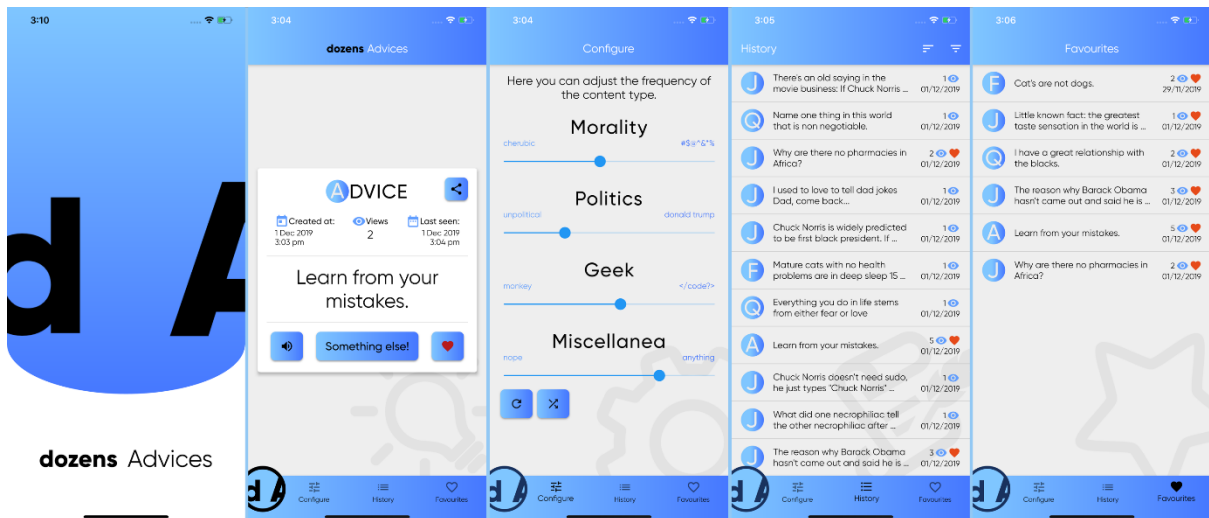 3:10
d A
dozens Advices
3:04
dozens Advices
ADVICE
Created at:
1 Dec 2019
3:03 pm
Views
2
Last seen:
1 Dec 2019
3:04 pm
Learn from your
mistakes.
Something else!
d A
Configure
History
Favourites
3:04
Configure
Here you can adjust the frequency of
the content type.
Morality
cherubic
#$@^&*%
Politics
unpolitical
donald trump
Geek
monkey
</code?>
Miscellanea
nope
anything
d A
Configure
History
Favourites
3:05
History
J
There's an old saying in the
movie business: If Chuck Norris ...
1
01/12/2019
Q
Name one thing in this world
that is non negotiable.
1
01/12/2019
J
Why are there no pharmacies in
Africa?
2
01/12/2019
J
I used to love to tell dad jokes
Dad, come back...
1
01/12/2019
J
Chuck Norris is widely predicted
to be first black president. If ...
1
01/12/2019
F
Mature cats with no health
problems are in deep sleep 15 ...
1
01/12/2019
Q
Everything you do in life stems
from either fear or love
1
01/12/2019
A
Learn from your mistakes.
5
01/12/2019
J
Chuck Norris doesn't need sudo,
he just types "Chuck Norris" ...
1
01/12/2019
J
What did one necrophiliac tell
the other necrophiliac after ...
1
01/12/2019
J
The reason why Barack Obama
hasn't came out and said he is ...
3
01/12/2019
d A
Configure
History
Favourites
3:06
Favourites
F
Cat's are not dogs.
2
29/11/2019
J
Little known fact: the greatest
taste sensation in the world is ...
1
01/12/2019
Q
I have a great relationship with
the blacks.
2
01/12/2019
J
The reason why Barack Obama
hasn't came out and said he is ...
3
01/12/2019
A
Learn from your mistakes.
5
01/12/2019
J
Why are there no pharmacies in
Africa?
2
01/12/2019
d A
Configure
History
Favourites